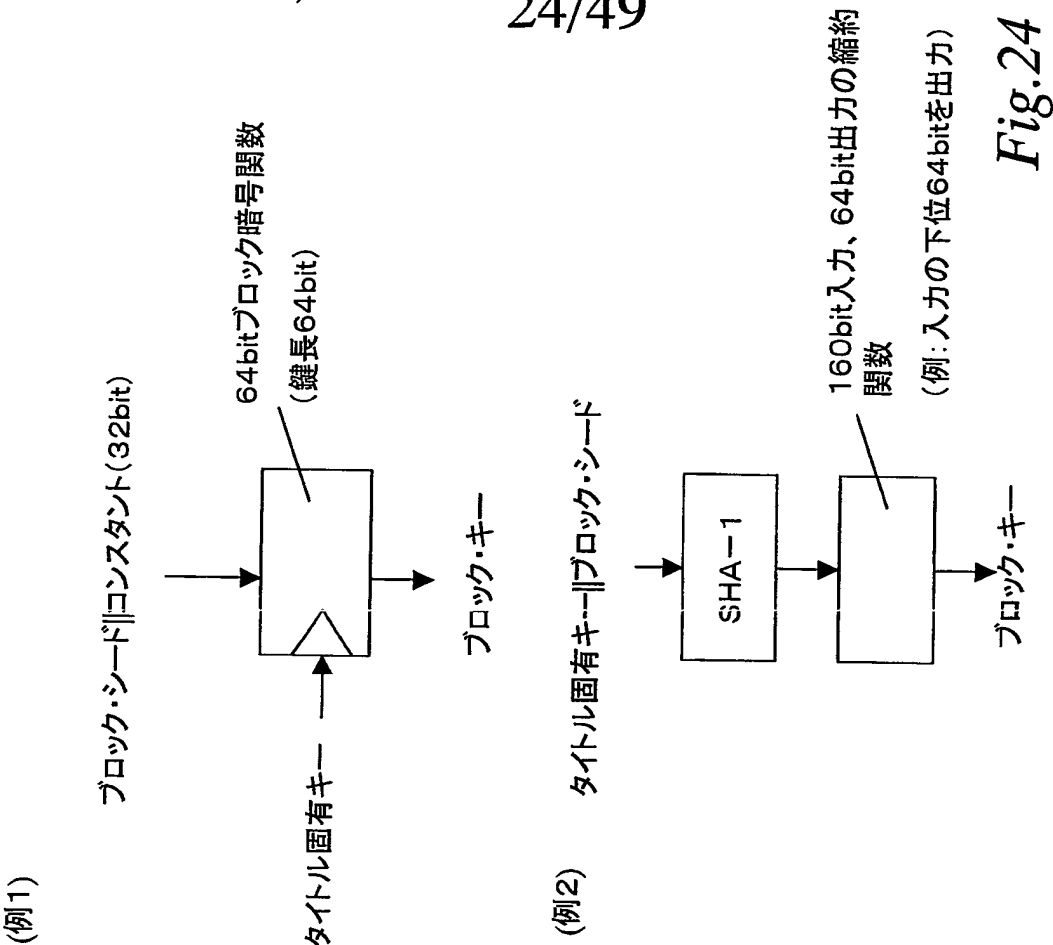 24/49
(例1)
ブロック・シード||コンスタント(32bit)
64bitブロック暗号関数
(鍵長64bit)
タイトル固有キー
ブロック・キー
(例2)
タイトル固有キー||ブロック・シード
SHA-1
160bit入力、64bit出力の縮約
関数
(例:入力の下位64bitを出力)
ブロック・キー
Fig.24